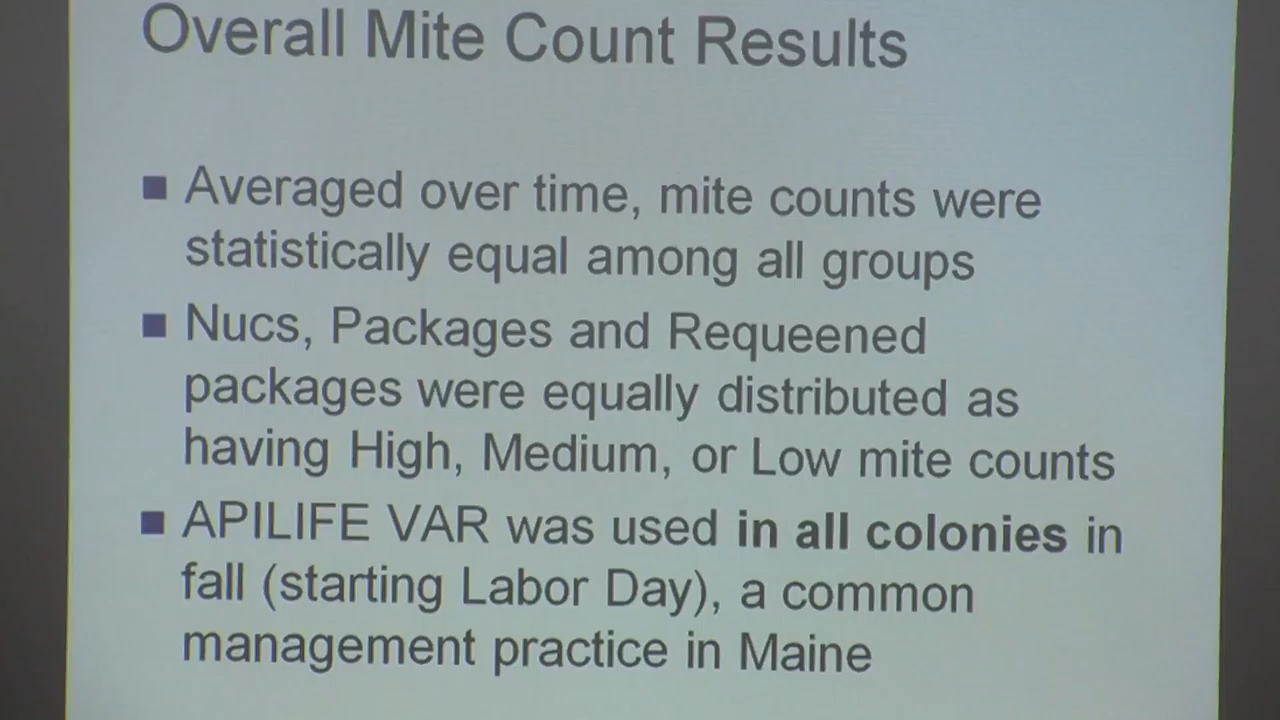 Overall Mite Count Results
Averaged over time, mite counts were
statistically equal among all groups
Nucs, Packages and Requeened
packages were equally distributed as
having High, Medium, or Low mite counts
APILIFE VAR was used in all colonies in
fall (starting Labor Day), a common
management practice in Maine